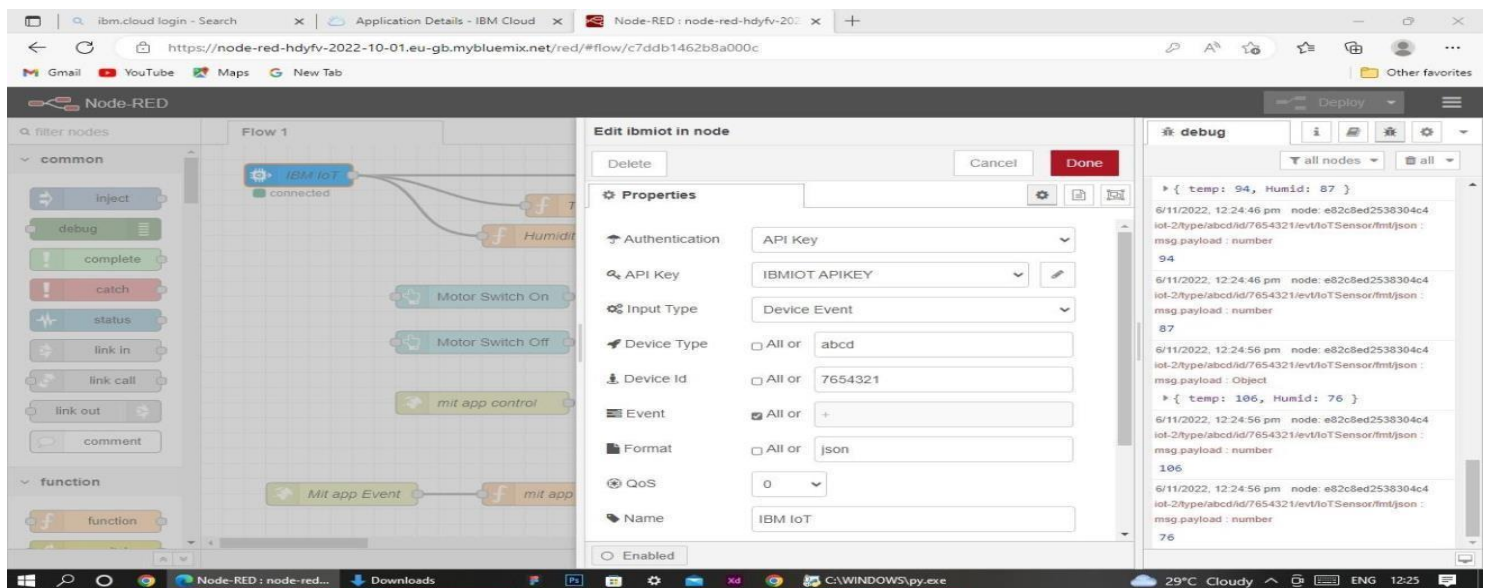 ibm.cloud login - Search
Application Details - IBM Cloud
Node-RED : node-red-hdyfv-202
https://node-red-hdyfv-2022-10-01.eu-gb.mybluemix.net/red/#flow/c7ddb1462b8a000c
Gmail YouTube Maps New Tab Other favorites
Node-RED Deploy
filter nodes
Flow 1
Edit ibmiot in node
debug
common
Delete Cancel Done
all nodes all
IBM IoT
connected
Properties
inject
debug
complete
catch
status
link in
link call
link out
comment
function
function
T
Humidit
Motor Switch On
Motor Switch Off
mit app control
Mit app Event
mit app
Authentication API Key
API Key IBMIOT APIKEY
Input Type Device Event
Device Type All or abcd
Device Id All or 7654321
Event All or +
Format All or json
QoS 0
Name IBM IoT
Enabled
{ temp: 94, Humid: 87 }
6/11/2022, 12:24:46 pm node: e82c8ed2538304c4
iot-2/type/abcd/id/7654321/evt/IoTSensor/fmt/json :
msg.payload : number
94
6/11/2022, 12:24:46 pm node: e82c8ed2538304c4
iot-2/type/abcd/id/7654321/evt/IoTSensor/fmt/json :
msg.payload : number
87
6/11/2022, 12:24:56 pm node: e82c8ed2538304c4
iot-2/type/abcd/id/7654321/evt/IoTSensor/fmt/json :
msg.payload : Object
{ temp: 106, Humid: 76 }
6/11/2022, 12:24:56 pm node: e82c8ed2538304c4
iot-2/type/abcd/id/7654321/evt/IoTSensor/fmt/json :
msg.payload : number
106
6/11/2022, 12:24:56 pm node: e82c8ed2538304c4
iot-2/type/abcd/id/7654321/evt/IoTSensor/fmt/json :
msg.payload : number
76
Node-RED : node-red... Downloads Ps Xd C:\WINDOWS\py.exe 29°C Cloudy ENG 12:25